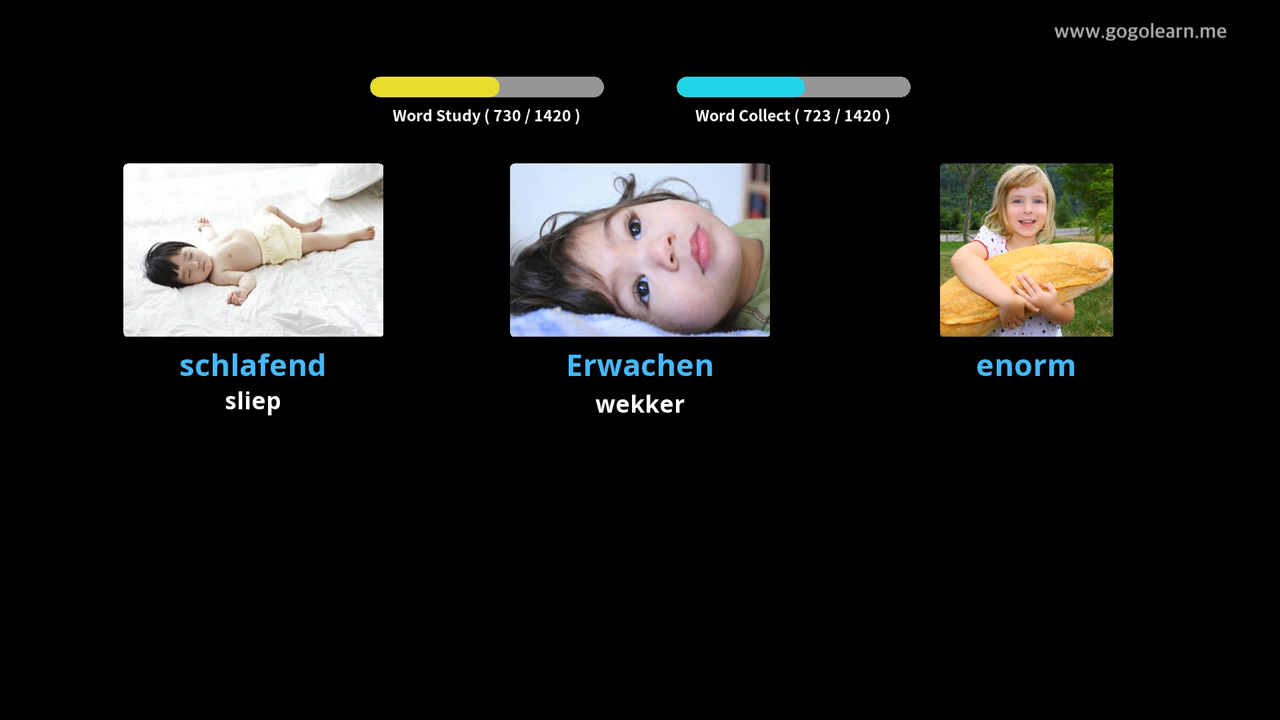 www.gogolearn.me
Word Study ( 730 / 1420 )
Word Collect ( 723 / 1420 )
schlafend
sliep
Erwachen
wekker
enorm